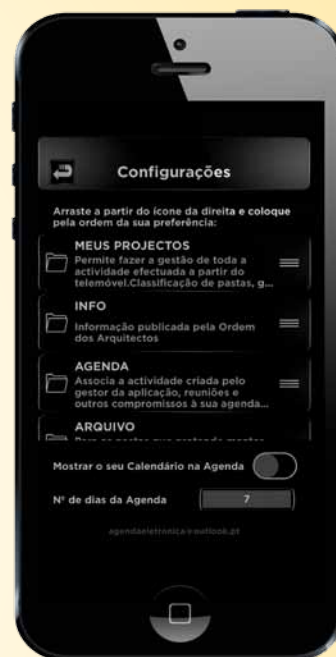 Configurações
Arraste a partir do ícone da direita e coloque
pela ordem da sua preferência:
MEUS PROJECTOS
Permite fazer a gestão de toda a
actividade efectuada a partir do
telemóvel.Classificação de pastas, g...
INFO
Informação publicada pela Ordem
dos Arquitectos
AGENDA
Associa a actividade criada pelo
gestor da aplicação, reuniões e
outros compromissos à sua agenda...
ARQUIVO
Mostrar o seu Calendário na Agenda
Nº de dias da Agenda
7